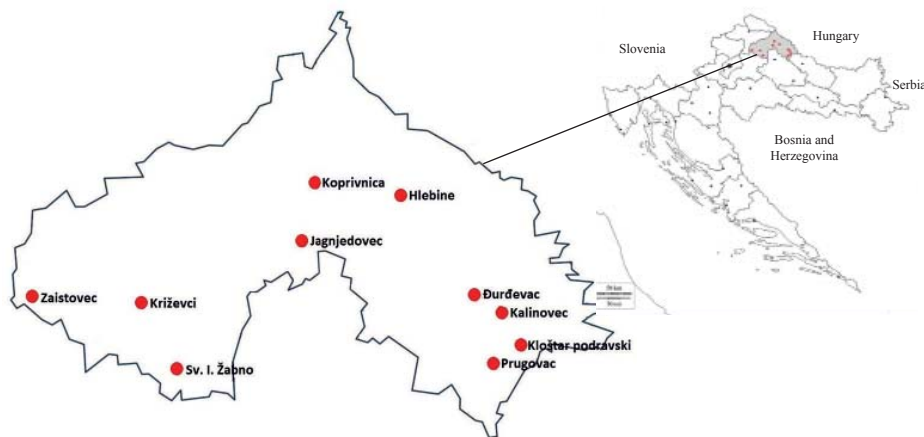 Slovenia
Hungary
Serbia
Bosnia and
Herzegovina
Koprivnica
Hlebine
Jagnjedovec
Zaistovec
Križevci
Đurđevac
Kalinovec
Kloštar podravski
Prugovac
Sv. I. Žabno